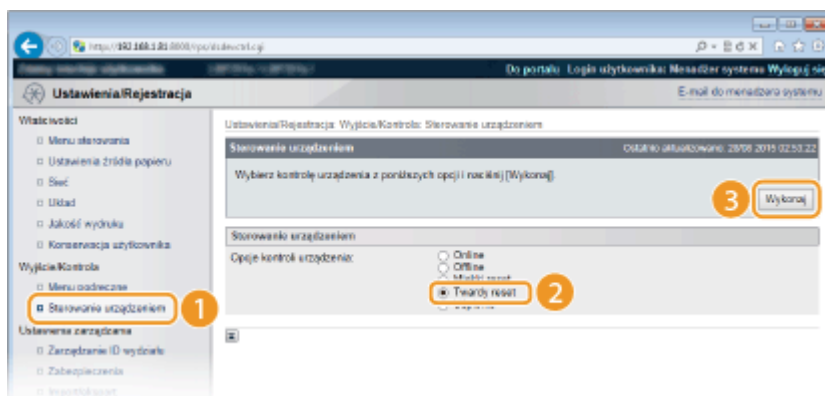 http://192.168.1.81:8000/rps/dsdevctrl.cgi
Do portalu Login użytkownika: Menadżer systemu Wyloguj się
Ustawienia/Rejestracja
E-mail do menadżera systemu
Właściwości
Menu sterowania
Ustawienia źródła papieru
Sieć
Układ
Jakość wydruku
Konserwacja użytkownika
Wyjście/Kontrola
Menu podręczne
Sterowanie urządzeniem
1
Ustawienia zarządzania
Zarządzanie ID wydziału
Zabezpieczenia
Ustawienia/Rejestracja: Wyjście/Kontrola: Sterowanie urządzeniem
Sterowanie urządzeniem
Ostatnio aktualizowano: 28/08 2015 02:53:22
Wybierz kontrolę urządzenia z poniższych opcji i naciśnij [Wykonaj].
3
Wykonaj
Sterowanie urządzeniem
Opcje kontroli urządzenia:
Online
Offline
Miękki reset
Twardy reset
2